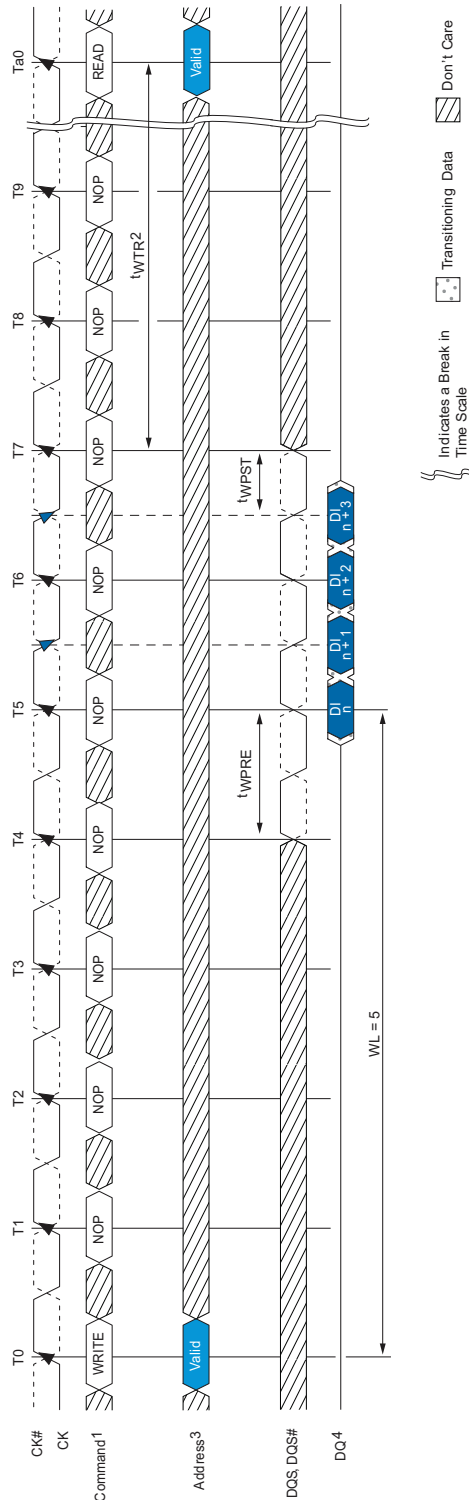 T0 T1 T2 T3 T4 T5 T6 T7 T8 T9 Ta0
CK#
CK
Command1 WRITE NOP NOP NOP NOP NOP NOP NOP NOP NOP READ
tWTR2
Address3 Valid Valid
tWPRE tWPST
DQS, DQS#
DQ4 DI n DI n + 1 DI n + 2 DI n + 3
WL = 5
Indicates a Break in
Time Scale
Transitioning Data
Don't Care